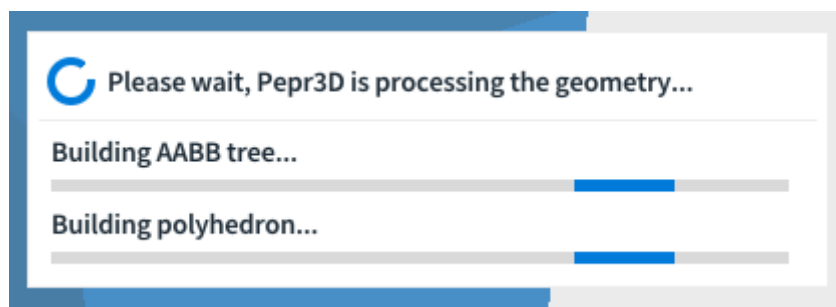 Please wait, Pepr3D is processing the geometry...
Building AABB tree...
Building polyhedron...